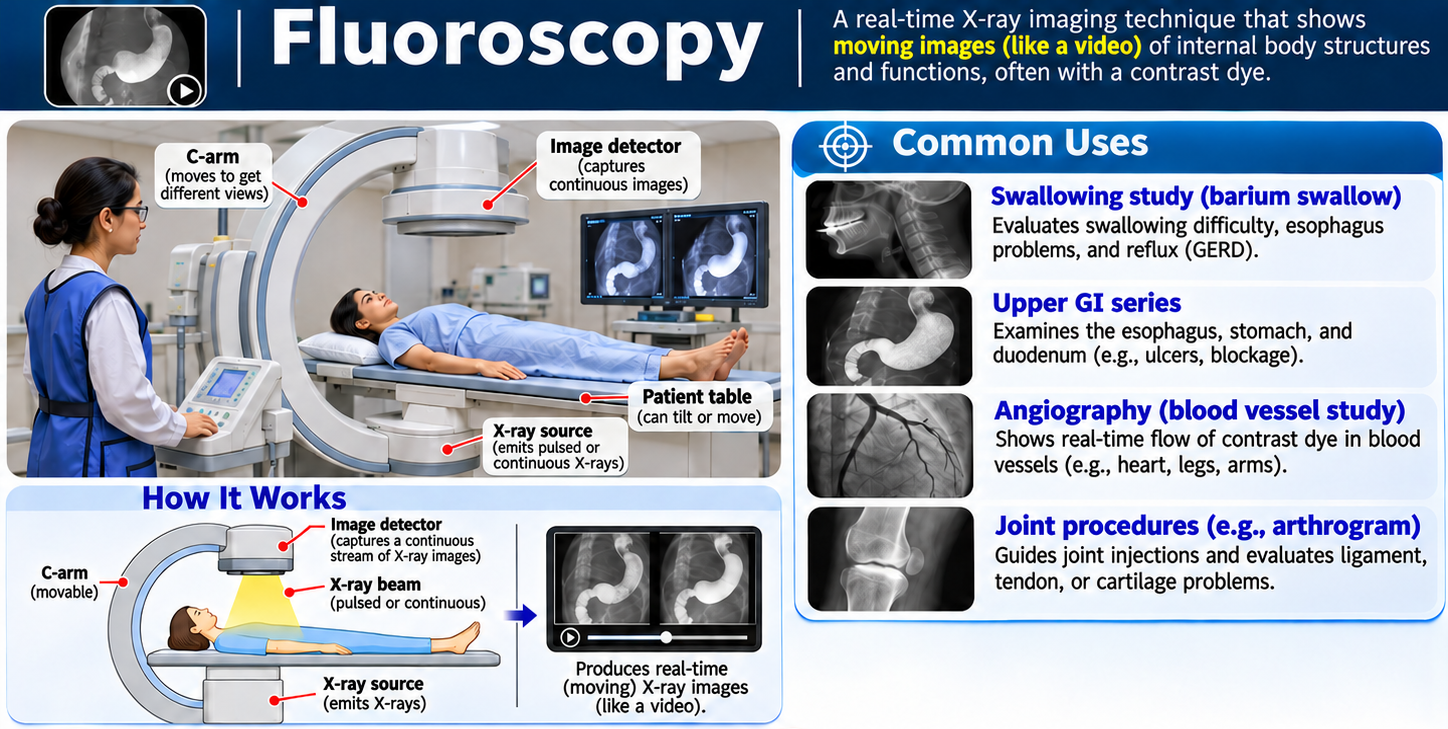 Fluoroscopy
A real-time X-ray imaging technique that shows
moving images (like a video) of internal body structures
and functions, often with a contrast dye.
C-arm
(moves to get
different views)
Image detector
(captures
continuous images)
Patient table
(can tilt or move)
X-ray source
(emits pulsed or
continuous X-rays)
How It Works
Image detector
(captures a continuous
stream of X-ray images)
C-arm
(movable)
X-ray beam
(pulsed or continuous)
X-ray source
(emits X-rays)
Produces real-time
(moving) X-ray images
(like a video).
Common Uses
Swallowing study (barium swallow)
Evaluates swallowing difficulty, esophagus
problems, and reflux (GERD).
Upper GI series
Examines the esophagus, stomach, and
duodenum (e.g., ulcers, blockage).
Angiography (blood vessel study)
Shows real-time flow of contrast dye in blood
vessels (e.g., heart, legs, arms).
Joint procedures (e.g., arthrogram)
Guides joint injections and evaluates ligament,
tendon, or cartilage problems.